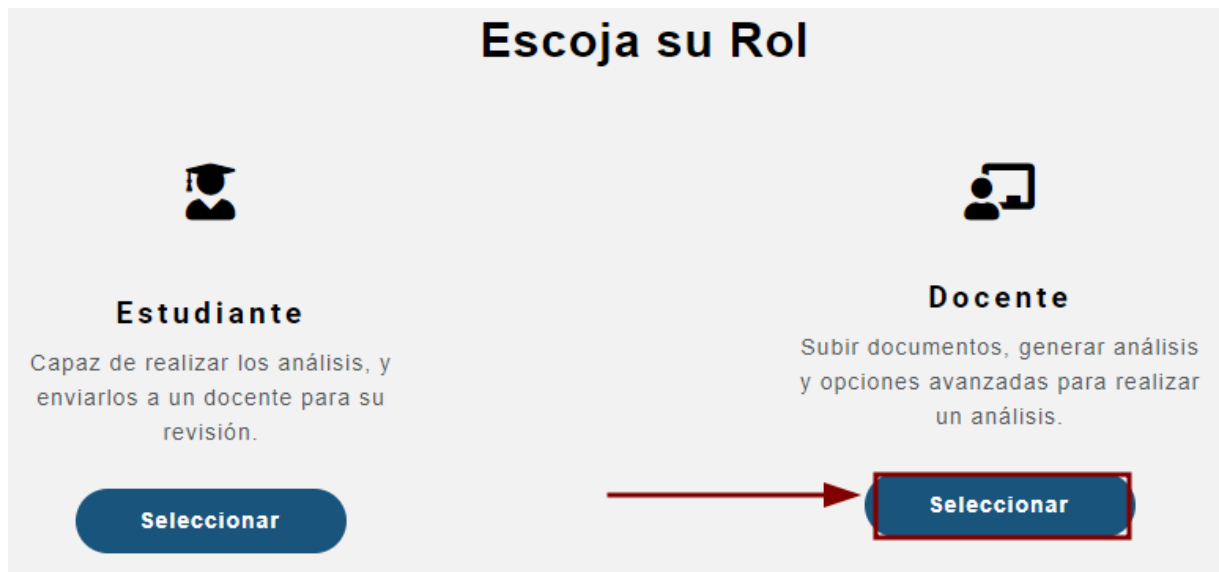 Escoja su Rol
Estudiante
Capaz de realizar los análisis, y
enviarlos a un docente para su
revisión.
Seleccionar
Docente
Subir documentos, generar análisis
y opciones avanzadas para realizar
un análisis.
Seleccionar